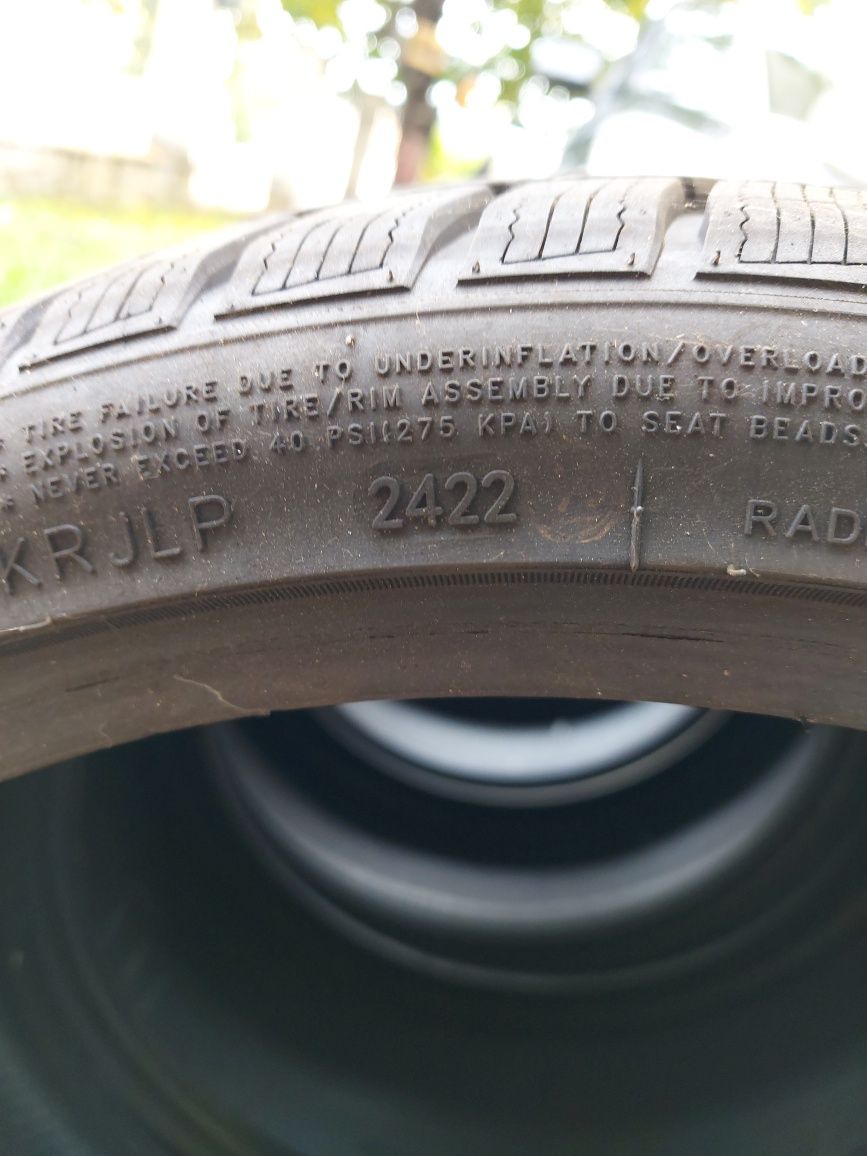 TIRE FAILURE DUE TO UNDERINFLATION/OVERLOAD
* EXPLOSION OF TIRE/RIM ASSEMBLY DUE TO IMPRO
* NEVER EXCEED 40 PSI(275 KPA) TO SEAT BEADS.
KRJLP 2422 RAD